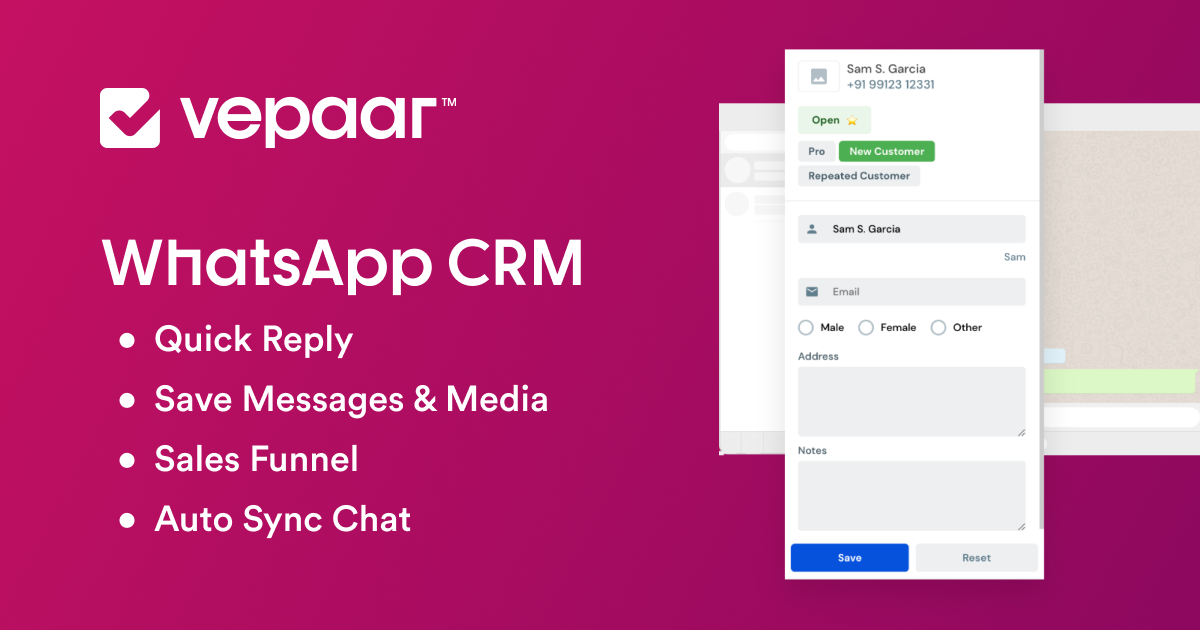 vepaar™
WhatsApp CRM
• Quick Reply
• Save Messages & Media
• Sales Funnel
• Auto Sync Chat
Sam S. Garcia
+91 99123 12331
Open ⭐
Pro New Customer
Repeated Customer
Sam S. Garcia
Sam
Email
Male Female Other
Address
Notes
Save Reset